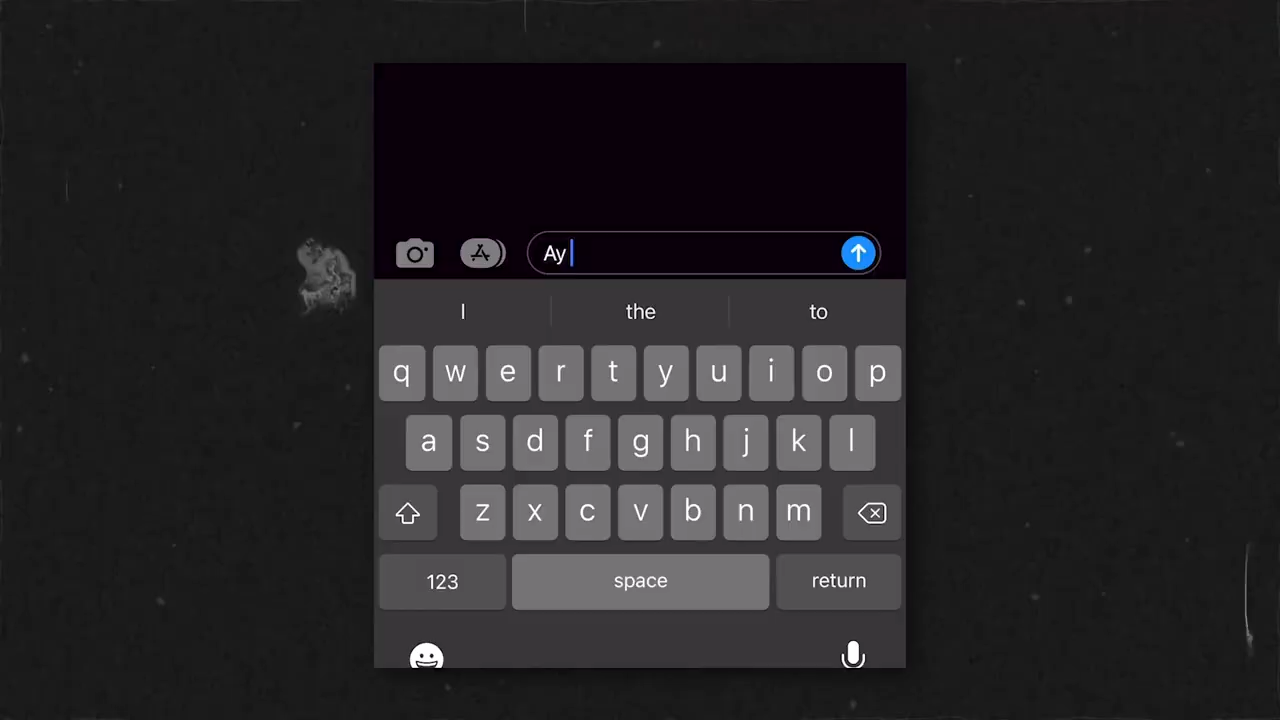 Ay
I the to
q w e r t y u i o p
a s d f g h j k l
z x c v b n m
123 space return